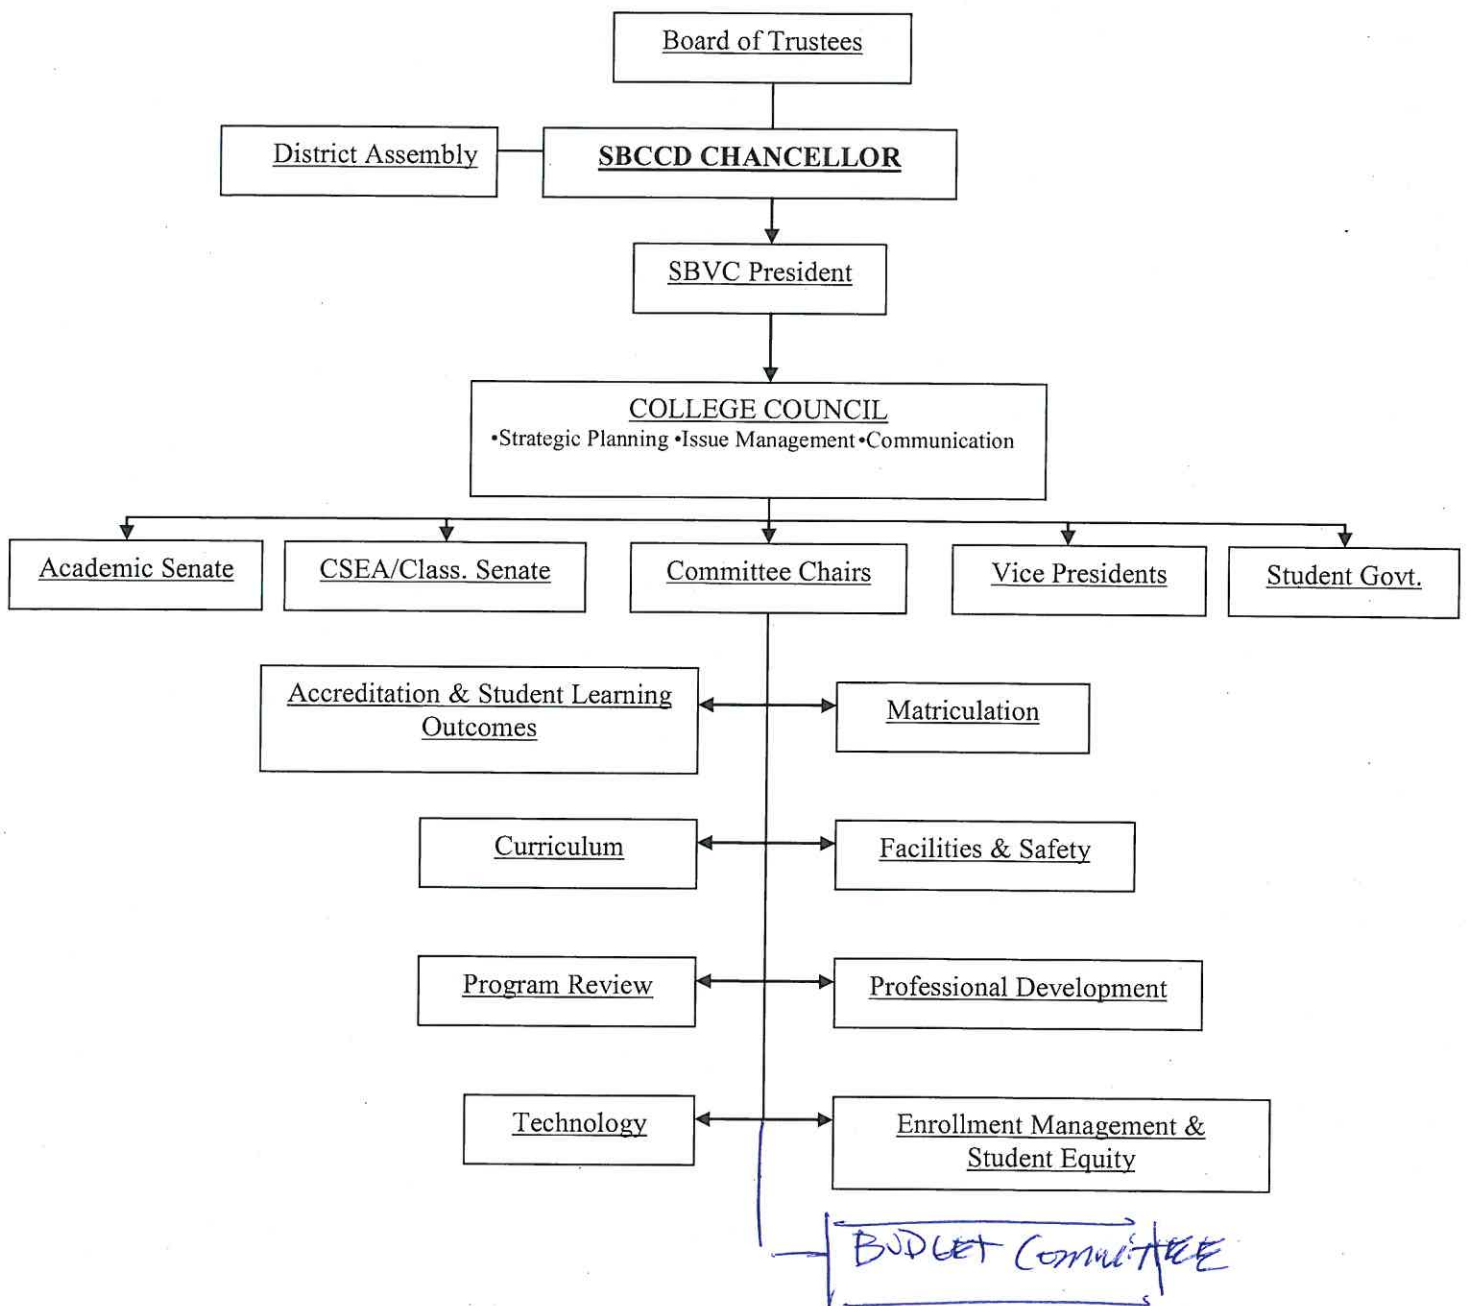 Board of Trustees
District Assembly
SBCCD CHANCELLOR
SBVC President
COLLEGE COUNCIL
•Strategic Planning •Issue Management •Communication
Academic Senate
CSEA/Class. Senate
Committee Chairs
Vice Presidents
Student Govt.
Accreditation & Student Learning
Outcomes
Matriculation
Curriculum
Facilities & Safety
Program Review
Professional Development
Technology
Enrollment Management &
Student Equity
BUDGET CommitTEE